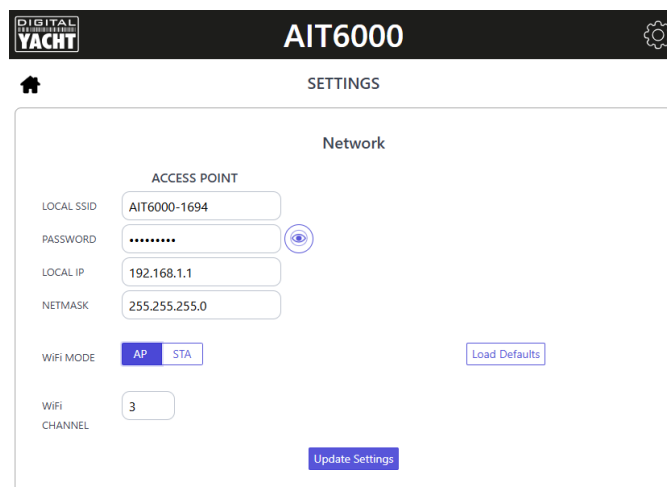 DIGITAL
YACHT
AIT6000
SETTINGS
Network
ACCESS POINT
LOCAL SSID AIT6000-1694
PASSWORD •••••••••
LOCAL IP 192.168.1.1
NETMASK 255.255.255.0
WiFi MODE AP STA Load Defaults
WiFi
CHANNEL 3
Update Settings